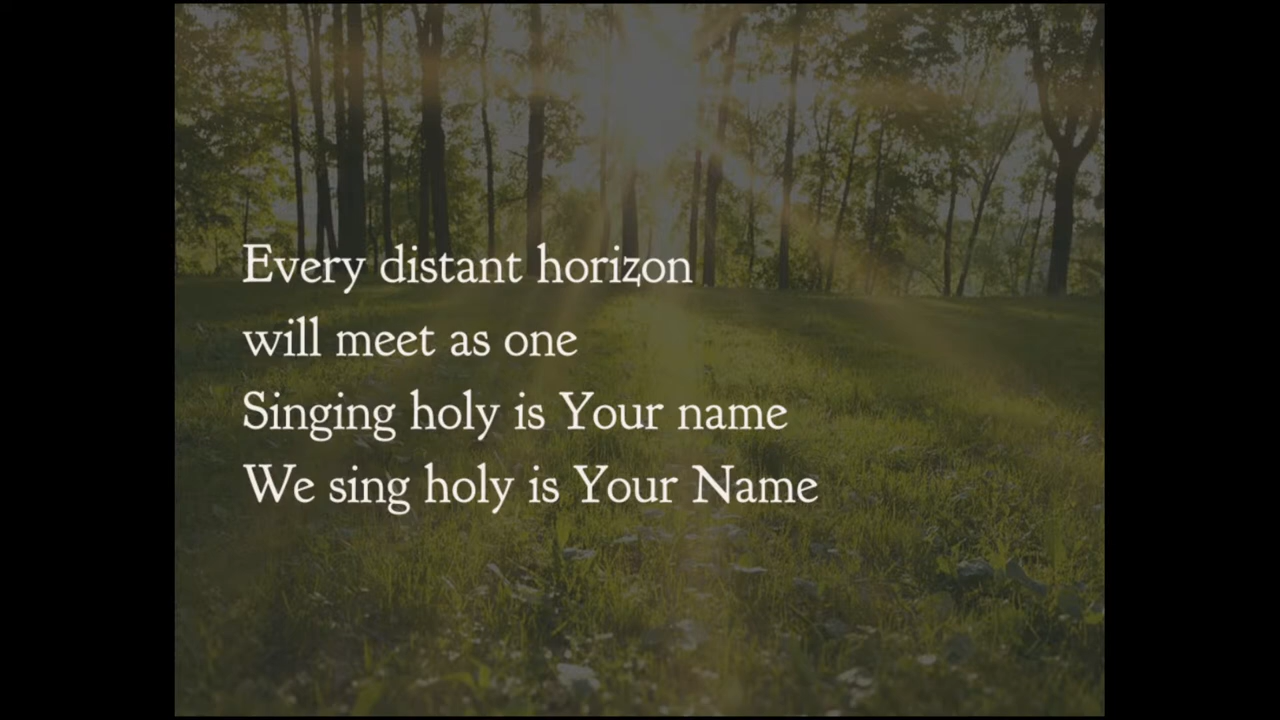 Every distant horizon
will meet as one
Singing holy is Your name
We sing holy is Your Name